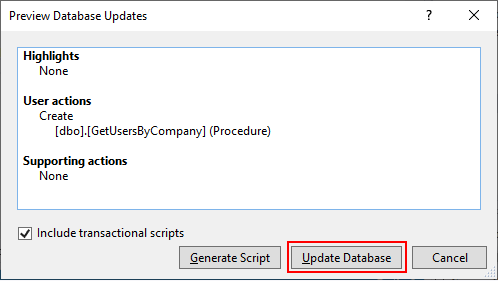 Preview Database Updates
Highlights
None
User actions
Create
[dbo].[GetUsersByCompany] (Procedure)
Supporting actions
None
Include transactional scripts
Generate Script Update Database Cancel